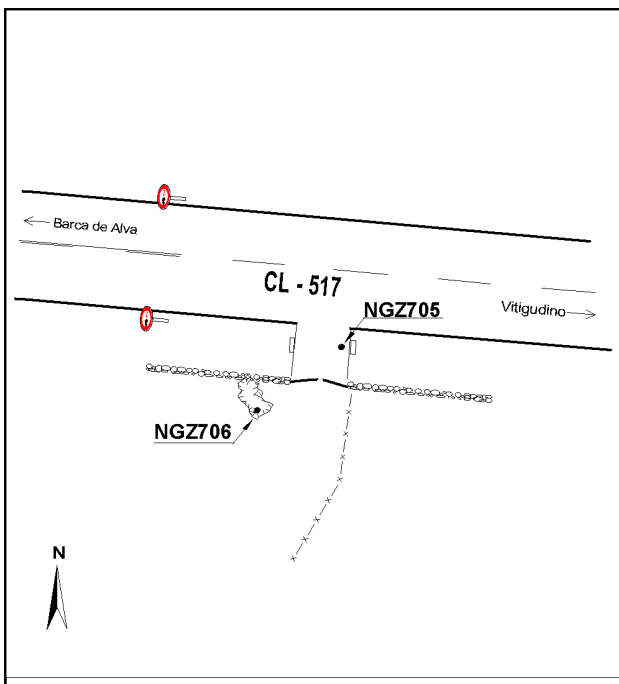 Barca de Alva
CL - 517
Vitigudino
NGZ705
NGZ706
N